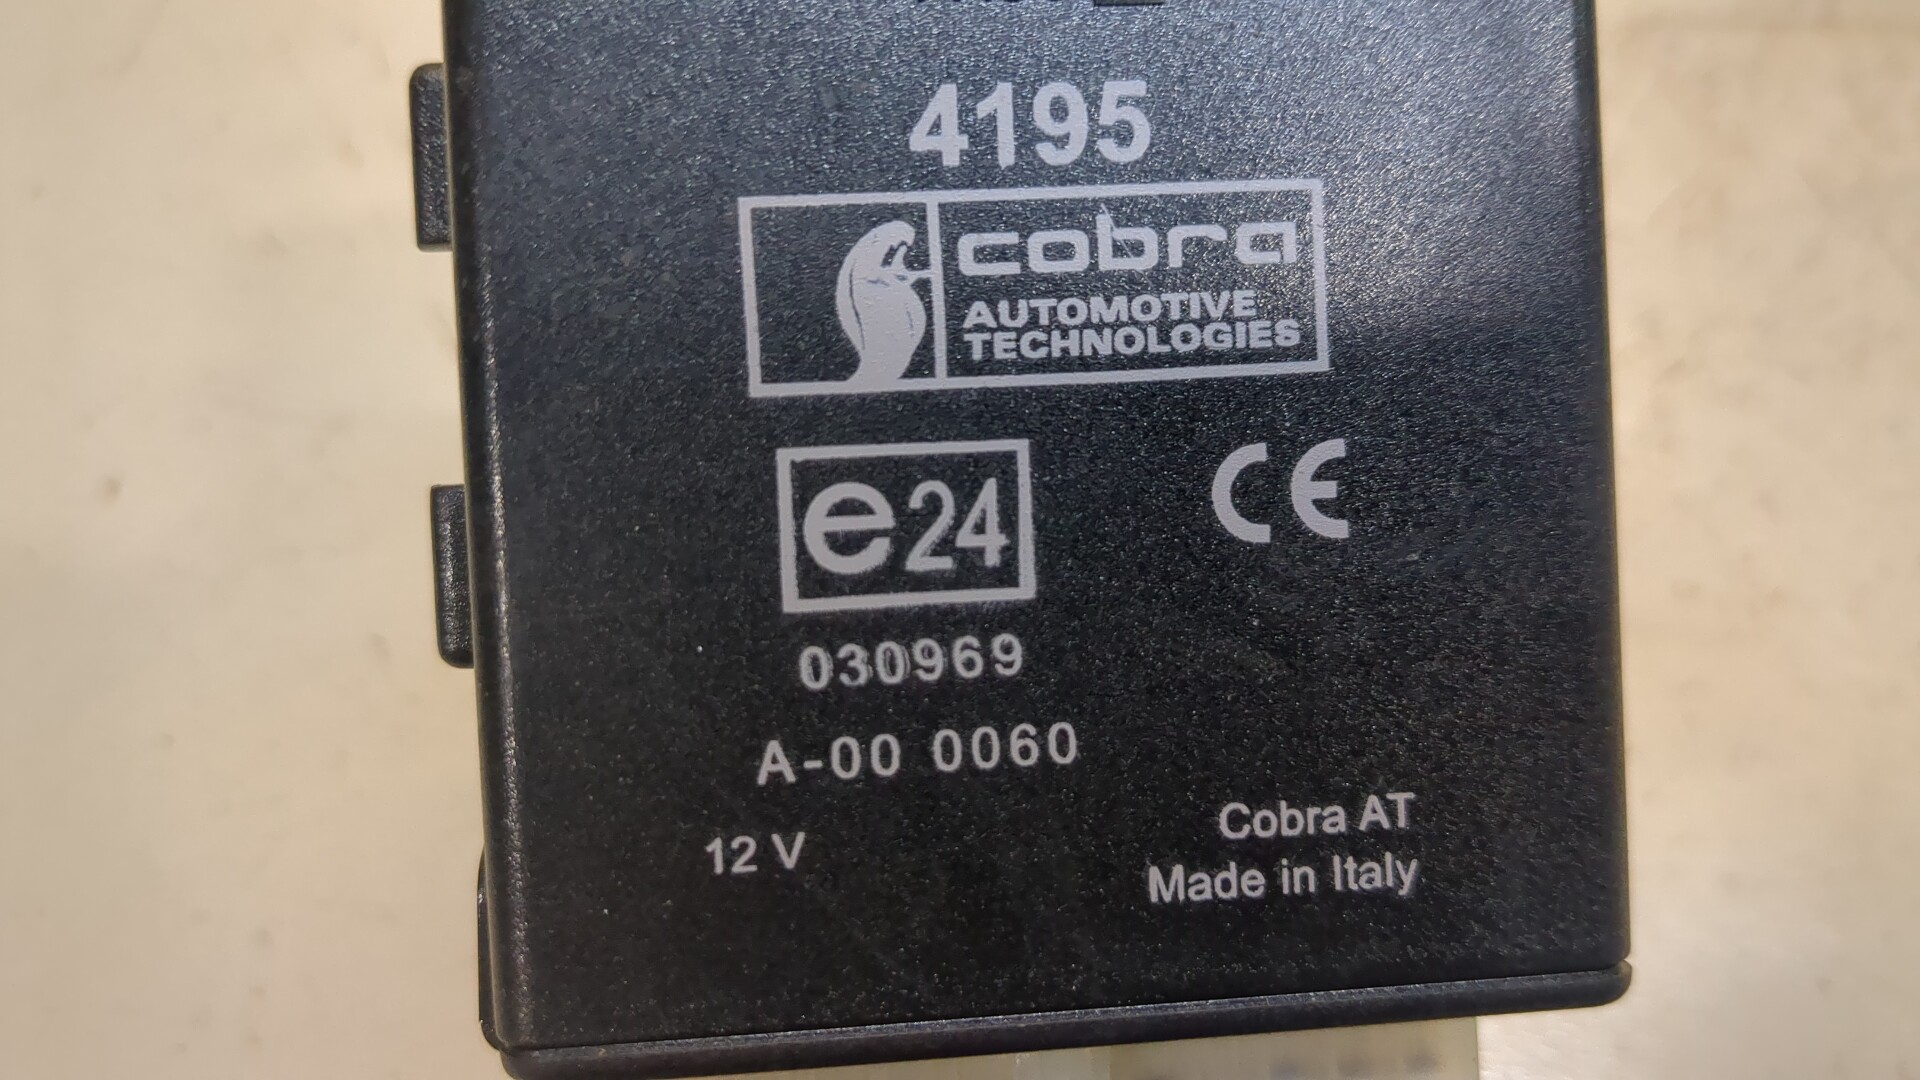 4195
cobra
AUTOMOTIVE
TECHNOLOGIES
e24
CE
030969
A-00 0060
12 V
Cobra AT
Made in Italy